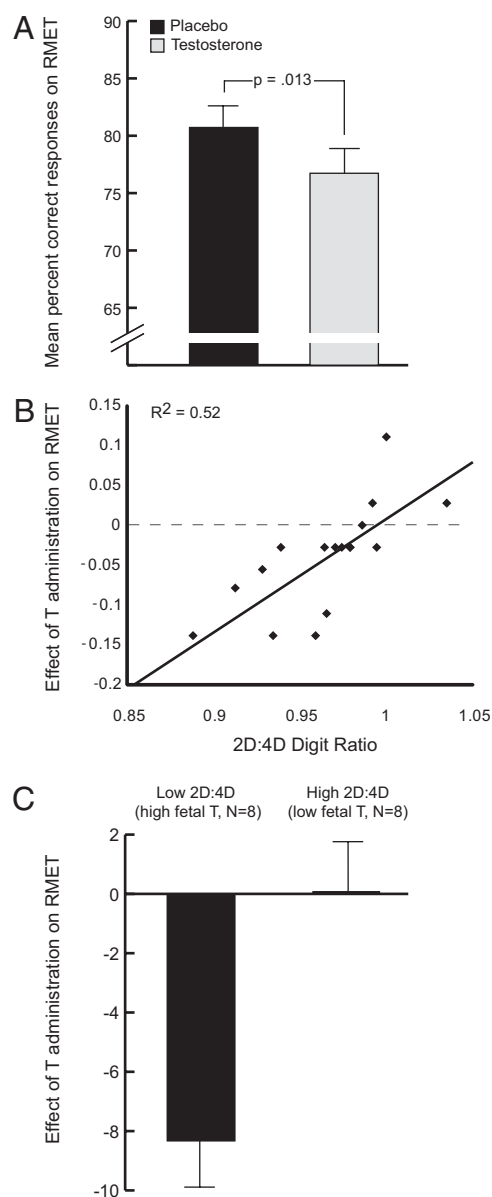 A
Placebo
Testosterone
Mean percent correct responses on RMET
90
85
80
75
70
65
p = .013
B
Effect of T administration on RMET
R2 = 0.52
0.15
0.1
0.05
0
-0.05
-0.1
-0.15
-0.2
0.85
0.9
0.95
1
1.05
2D:4D Digit Ratio
C
Low 2D:4D
(high fetal T, N=8)
High 2D:4D
(low fetal T, N=8)
Effect of T administration on RMET
2
0
-2
-4
-6
-8
-10